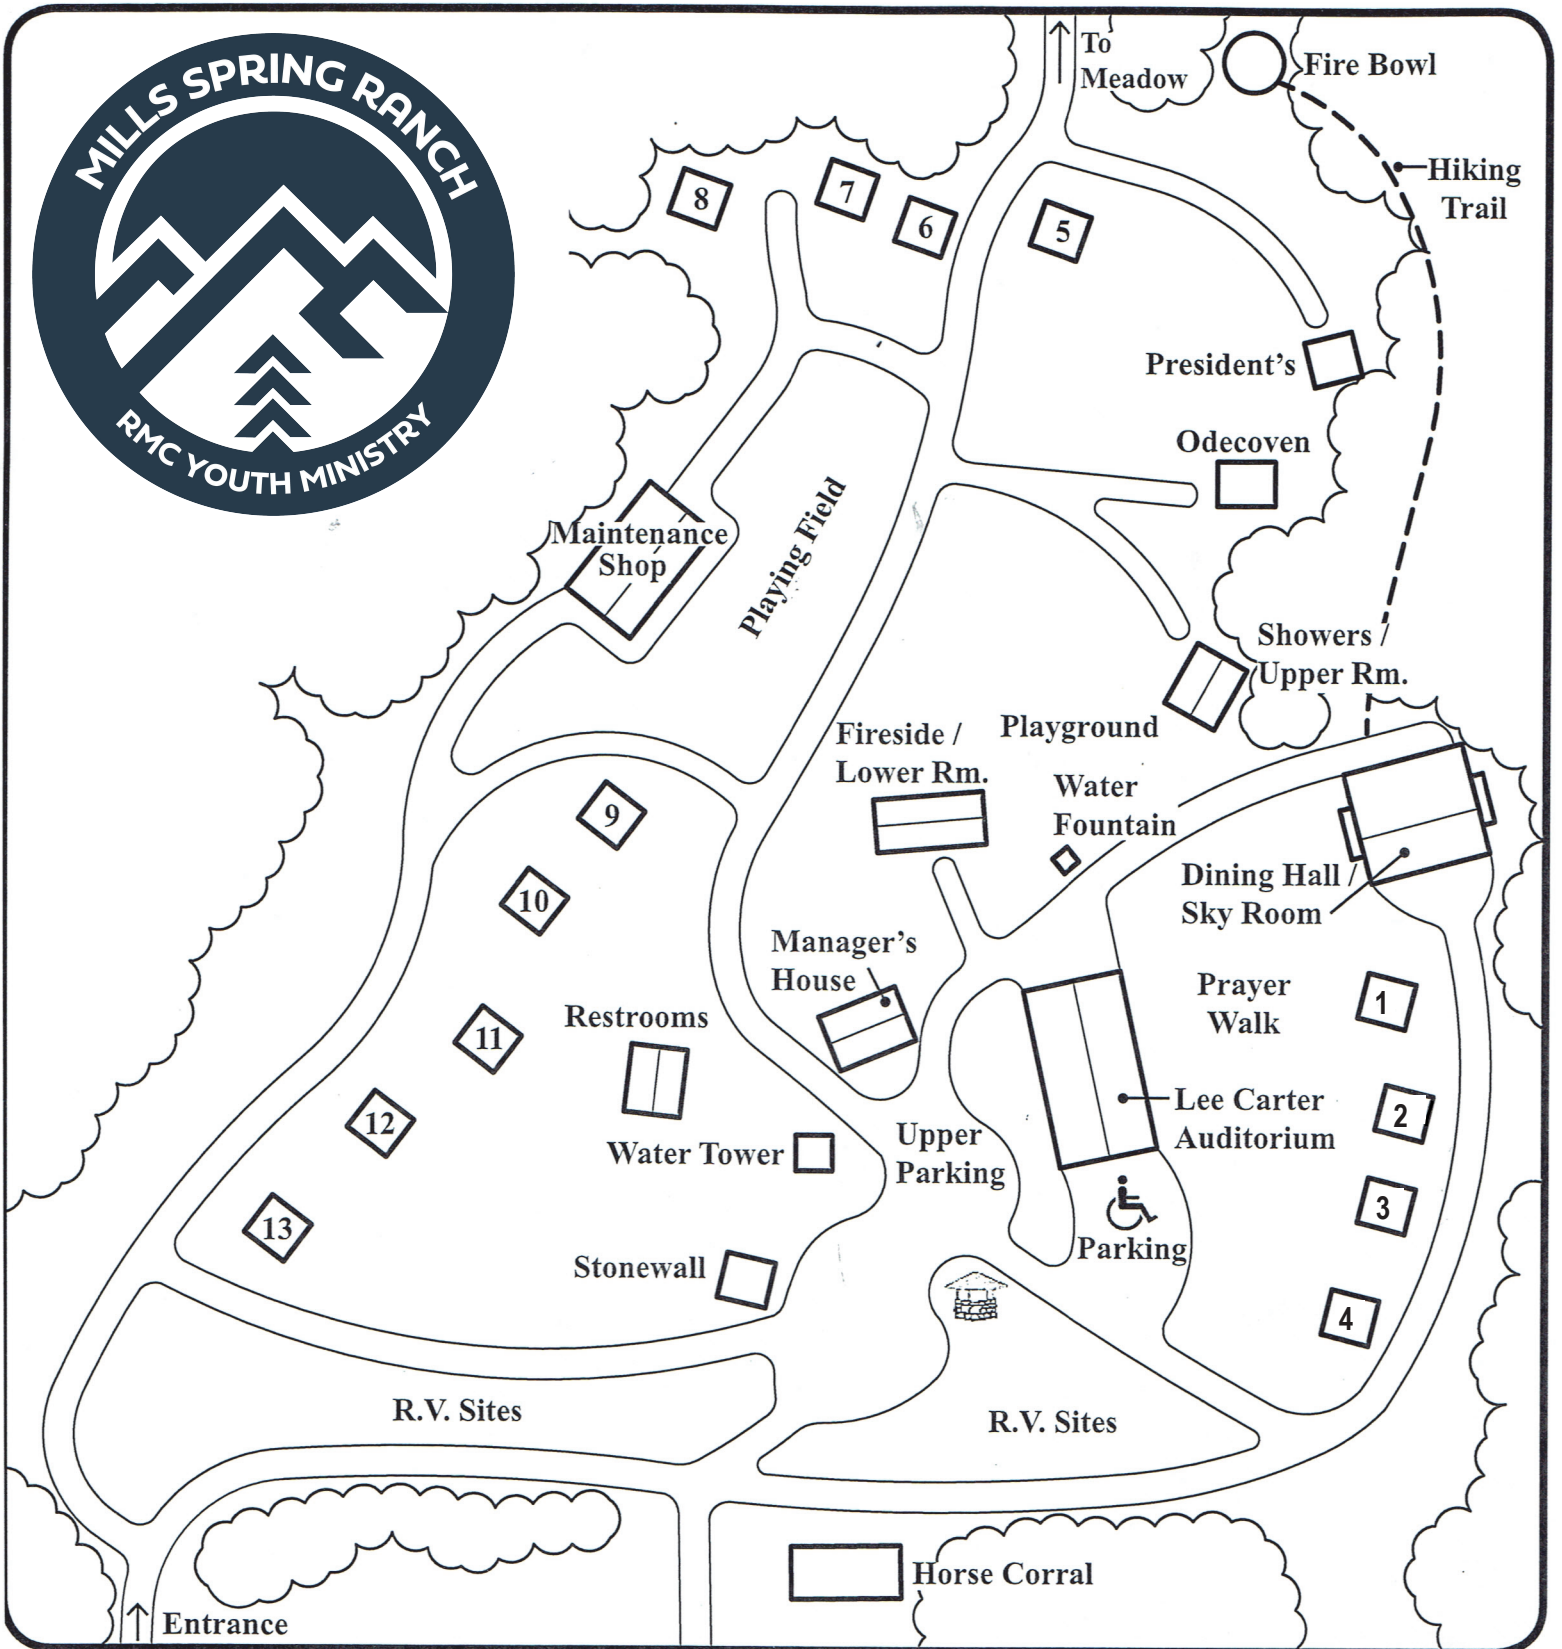 MILLS SPRING RANCH
RMC YOUTH MINISTRY
To
Meadow
Fire Bowl
Hiking
Trail
8
7
6
5
President's
Odecoven
Maintenance
Shop
Playing Field
Showers /
Upper Rm.
Fireside /
Lower Rm.
Playground
Water
Fountain
9
10
Dining Hall /
Sky Room
Manager's
House
Prayer
Walk
1
11
Restrooms
12
Water Tower
Upper
Parking
Lee Carter
Auditorium
2
3
13
Parking
Stonewall
4
R.V. Sites
R.V. Sites
Horse Corral
Entrance